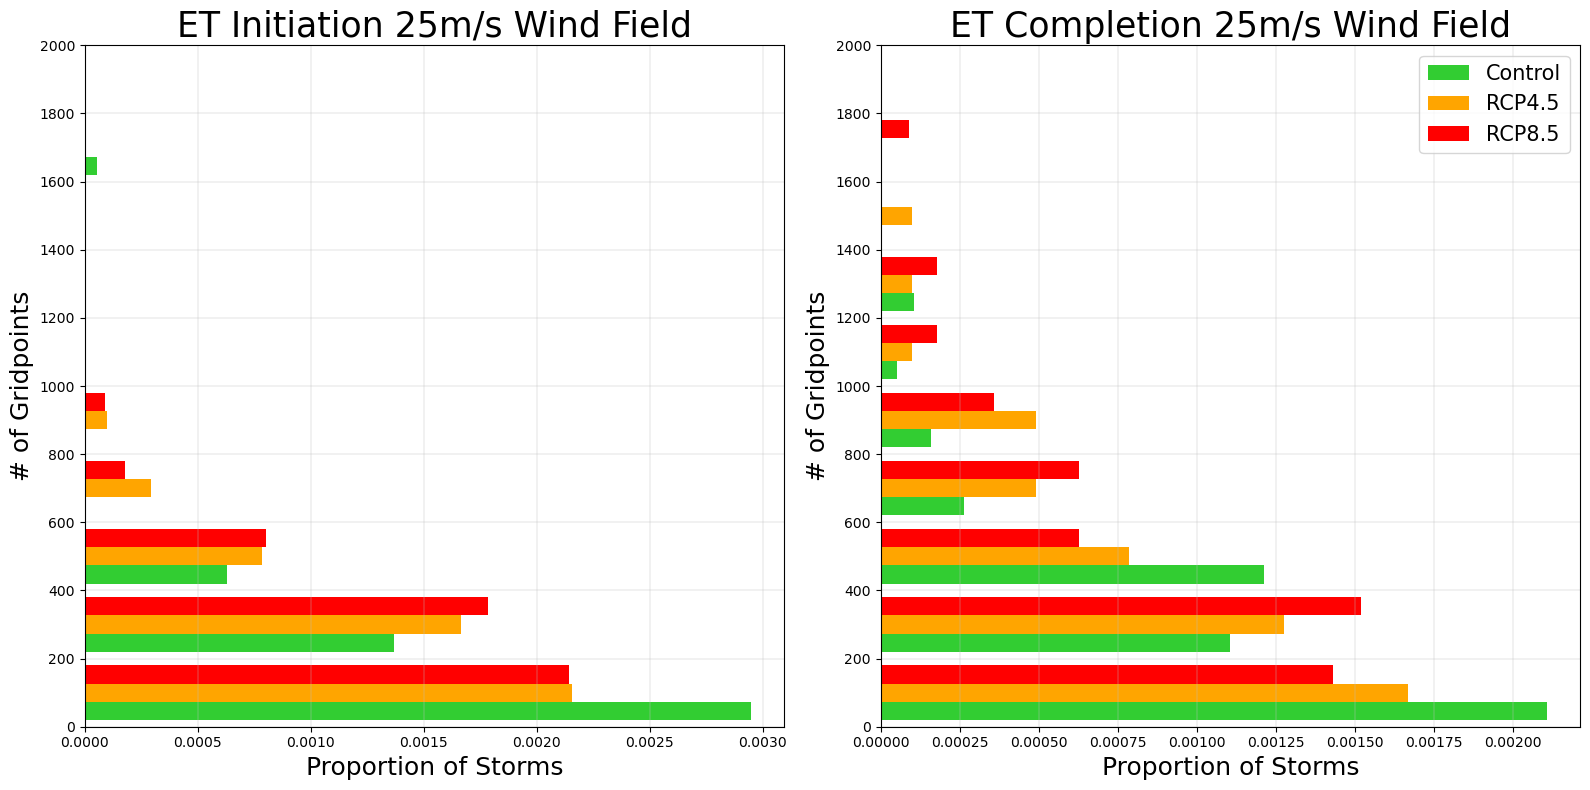 ET Initiation 25m/s Wind Field
2000
1800
1600
1400
1200
1000
800
600
400
200
0
# of Gridpoints
0.0000 0.0005 0.0010 0.0015 0.0020 0.0025 0.0030
Proportion of Storms
ET Completion 25m/s Wind Field
2000
1800
1600
1400
1200
1000
800
600
400
200
0
# of Gridpoints
0.00000 0.00025 0.00050 0.00075 0.00100 0.00125 0.00150 0.00175 0.00200
Proportion of Storms
Control
RCP4.5
RCP8.5